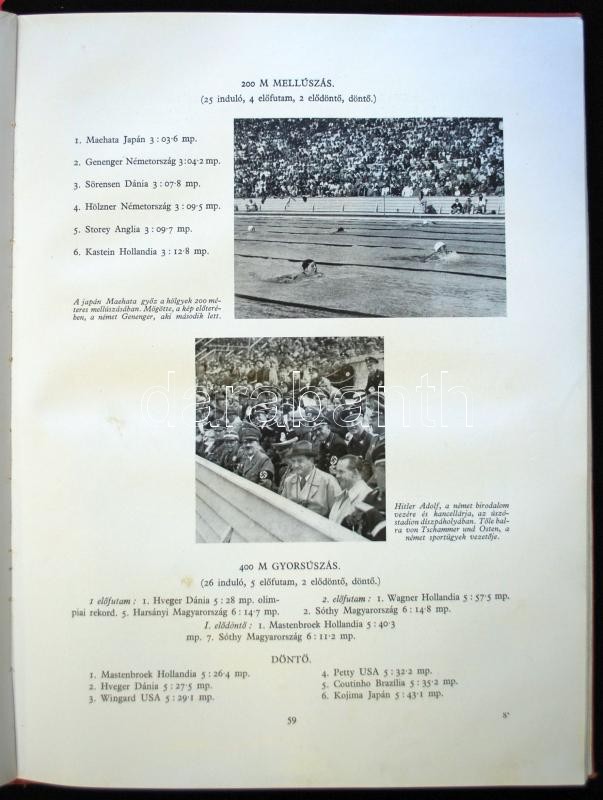 200 M MELLÚSZÁS.
(25 induló, 4 előfutam, 2 elődöntő, döntő.)
1. Maehata Japán 3 : 03·6 mp.
2. Genenger Németország 3 : 04·2 mp.
3. Sörensen Dánia 3 : 07·8 mp.
4. Hölzner Németország 3 : 09·5 mp.
5. Storey Anglia 3 : 09·7 mp.
6. Kastein Hollandia 3 : 12·8 mp.
A japán Maehata győz a hölgyek 200 mé-
teres mellúszásában. Mögötte, a kép előteré-
ben, a német Genenger, aki második lett.
darabanth
Hitler Adolf, a német birodalom
vezére és kancellárja, az úszó-
stadion díszpáholyában. Tőle bal-
ra von Tschammer und Osten, a
német sportügyek vezetője.
400 M GYORSÚSZÁS.
(26 induló, 5 előfutam, 2 elődöntő, döntő.)
1 előfutam : 1. Hveger Dánia 5 : 28 mp. olim-
piai rekord. 5. Harsányi Magyarország 6 : 14·7 mp.
2. előfutam : 1. Wagner Hollandia 5 : 57·5 mp.
2. Sóthy Magyarország 6 : 14·8 mp.
I. elődöntő : 1. Mastenbroek Hollandia 5 : 40·3
mp. 7. Sóthy Magyarország 6 : 11·2 mp.
DÖNTŐ.
1. Mastenbroek Hollandia 5 : 26·4 mp.
2. Hveger Dánia 5 : 27·5 mp.
3. Wingard USA 5 : 29·1 mp.
4. Petty USA 5 : 32·2 mp.
5. Coutinho Brazília 5 : 35·2 mp.
6. Kojima Japán 5 : 43·1 mp.
59
8*